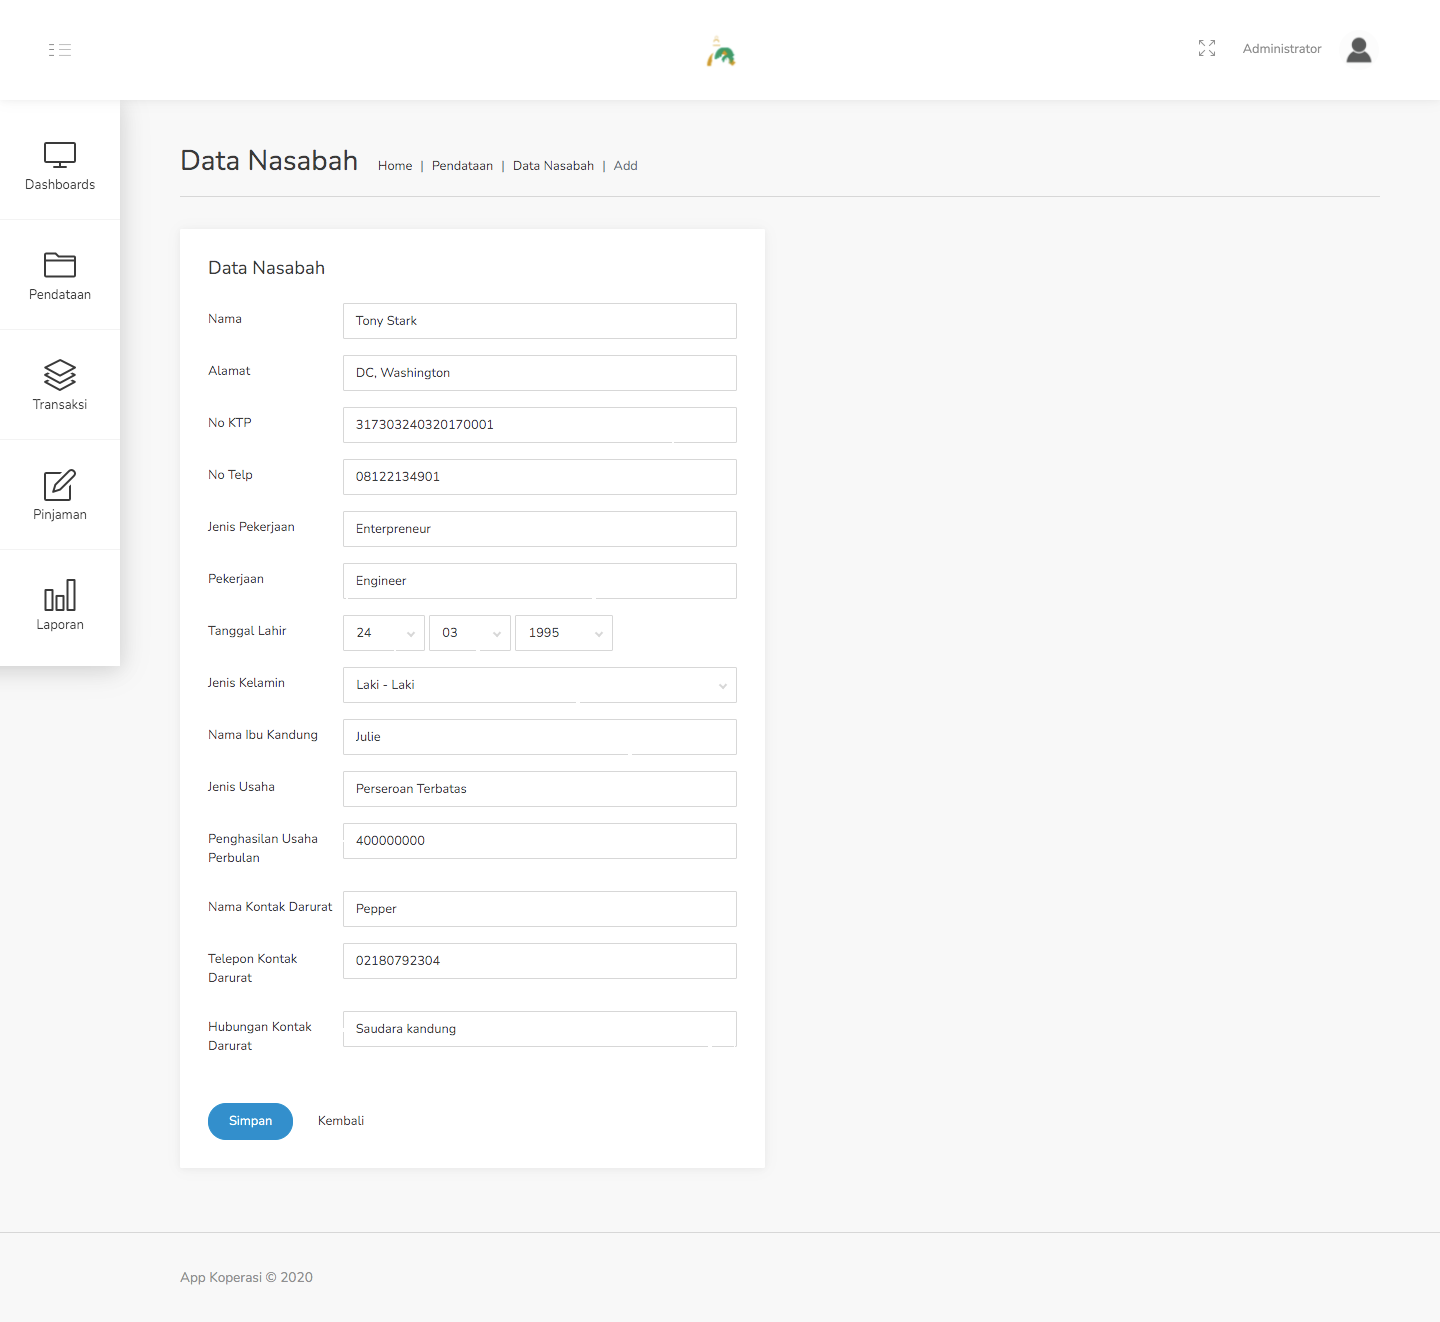 Administrator
Dashboards
Pendataan
Transaksi
Pinjaman
Laporan
Data Nasabah
Home | Pendataan | Data Nasabah | Add
Data Nasabah
Nama
Tony Stark
Alamat
DC, Washington
No KTP
317303240320170001
No Telp
08122134901
Jenis Pekerjaan
Enterpreneur
Pekerjaan
Engineer
Tanggal Lahir
24 03 1995
Jenis Kelamin
Laki - Laki
Nama Ibu Kandung
Julie
Jenis Usaha
Perseroan Terbatas
Penghasilan Usaha
Perbulan
400000000
Nama Kontak Darurat
Pepper
Telepon Kontak
Darurat
02180792304
Hubungan Kontak
Darurat
Saudara kandung
Simpan
Kembali
App Koperasi © 2020